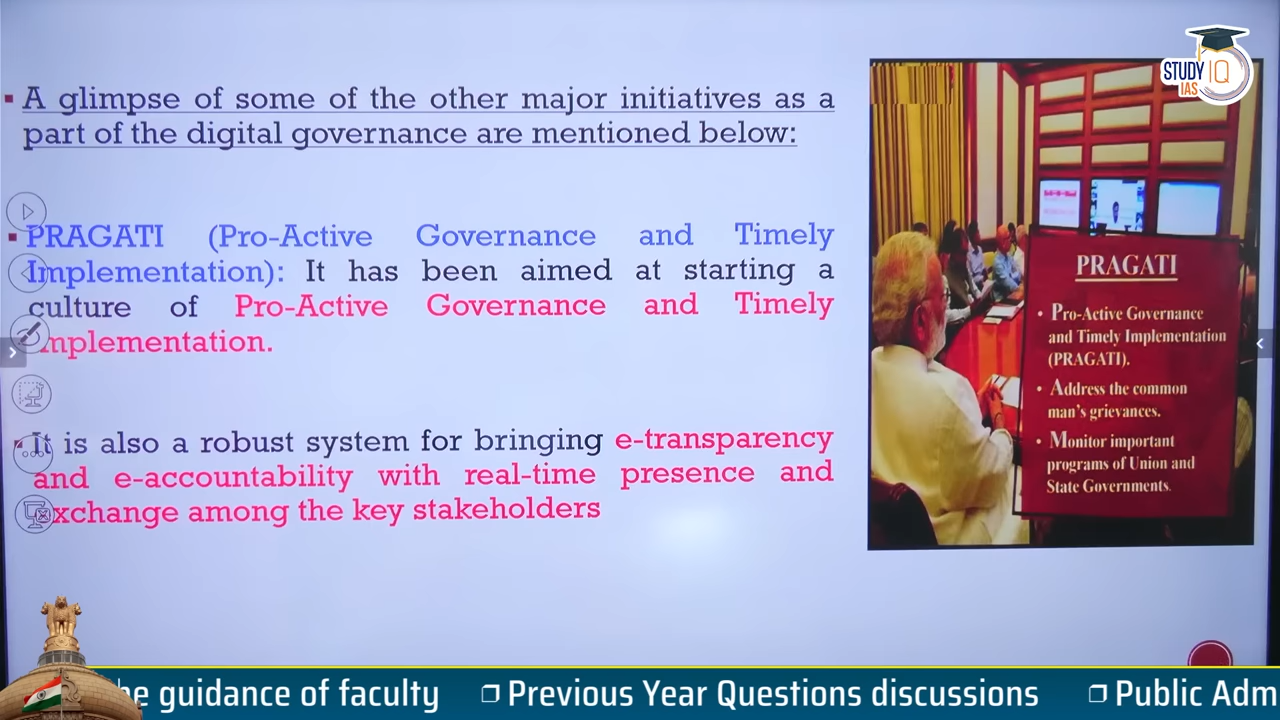 A glimpse of some of the other major initiatives as a
part of the digital governance are mentioned below:
PRAGATI (Pro-Active Governance and Timely
Implementation): It has been aimed at starting a
culture of Pro-Active Governance and Timely
mplementation.
It is also a robust system for bringing e-transparency
and e-accountability with real-time presence and
xchange among the key stakeholders
STUDY IQ
IAS
PRAGATI
• Pro-Active Governance
and Timely Implementation
(PRAGATI).
• Address the common
man's grievances.
• Monitor important
programs of Union and
State Governments.
he guidance of faculty ❒ Previous Year Questions discussions ❒ Public Adm